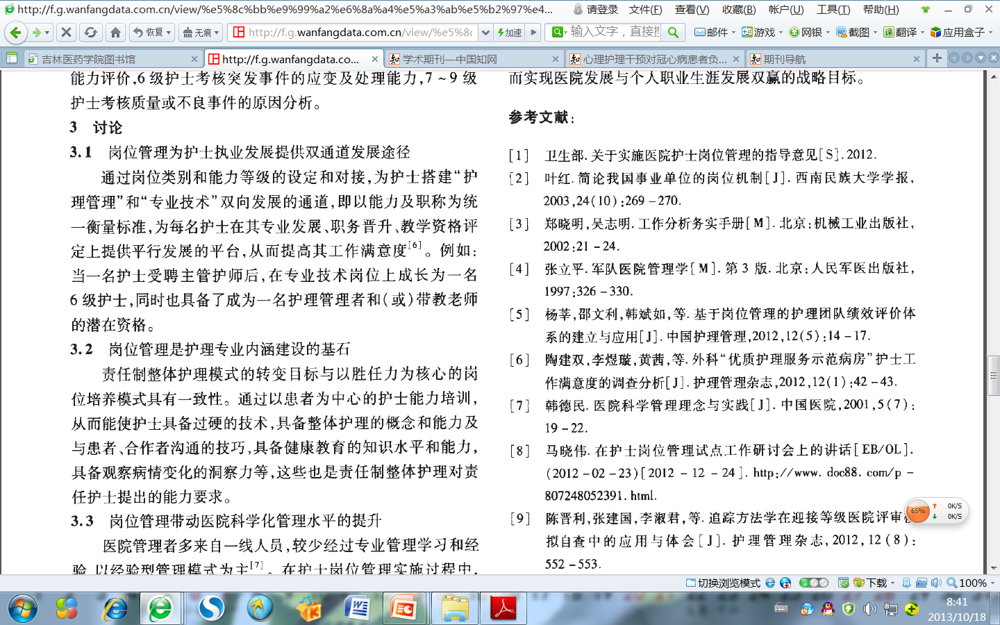 http://f.g.wanfangdata.com.cn/view/%e5%8c%bb%e9%99%a2%e6%8a%a4%e5%a3%ab%e5%b2%97%e4...
请登录 文件(F) 查看(V) 收藏(B) 帐户(U) 工具(T) 帮助(H)
恢复 无痕 http://f.g.wanfangdata.com.cn/view/%e5%8c 加速 输入文字，直接搜 邮件 游戏 网银 截图 翻译 应用盒子
吉林医药学院图书馆 http://f.g.wanfangdata.co... 学术期刊—中国知网 心理护理干预对冠心病患者负... 期刊导航
能力评价,6 级护士考核突发事件的应变及处理能力,7 ~ 9 级
护士考核质量或不良事件的原因分析。
3 讨论
3.1 岗位管理为护士执业发展提供双通道发展途径
通过岗位类别和能力等级的设定和对接,为护士搭建“护
理管理”和“专业技术”双向发展的通道,即以能力及职称为统
一衡量标准,为每名护士在其专业发展、职务晋升、教学资格评
定上提供平行发展的平台,从而提高其工作满意度[6]。例如:
当一名护士受聘主管护师后,在专业技术岗位上成长为一名
6 级护士,同时也具备了成为一名护理管理者和(或)带教老师
的潜在资格。
3.2 岗位管理是护理专业内涵建设的基石
责任制整体护理模式的转变目标与以胜任力为核心的岗
位培养模式具有一致性。通过以患者为中心的护士能力培训,
从而能使护士具备过硬的技术,具备整体护理的概念和能力及
与患者、合作者沟通的技巧,具备健康教育的知识水平和能力,
具备观察病情变化的洞察力等,这些也是责任制整体护理对责
任护士提出的能力要求。
3.3 岗位管理带动医院科学化管理水平的提升
医院管理者多来自一线人员,较少经过专业管理学习和经
验,以经验型管理模式为主[7]。在护士岗位管理实施过程中,
而实现医院发展与个人职业生涯发展双赢的战略目标。
参考文献:
[1] 卫生部. 关于实施医院护士岗位管理的指导意见[S]. 2012.
[2] 叶红. 简论我国事业单位的岗位机制[J]. 西南民族大学学报,
2003,24(10):269 - 270.
[3] 郑晓明,吴志明. 工作分析务实手册[M]. 北京:机械工业出版社,
2002:21 - 24.
[4] 张立平. 军队医院管理学[M]. 第 3 版. 北京:人民军医出版社,
1997:326 - 330.
[5] 杨莘,邵文利,韩斌如,等. 基于岗位管理的护理团队绩效评价体
系的建立与应用[J]. 中国护理管理,2012,12(5):14 - 17.
[6] 陶建双,李煜璇,黄茜,等. 外科“优质护理服务示范病房”护士工
作满意度的调查分析[J]. 护理管理杂志,2012,12(1):42 - 43.
[7] 韩德民. 医院科学管理理念与实践[J]. 中国医院,2001,5(7):
19 - 22.
[8] 马晓伟. 在护士岗位管理试点工作研讨会上的讲话[EB/OL].
(2012 - 02 - 23)[2012 - 12 - 24]. http://www. doc88. com/p -
807248052391. html.
[9] 陈晋利,张建国,李淑君,等. 追踪方法学在迎接等级医院评审
拟自查中的应用与体会[J]. 护理管理杂志,2012,12(8):
552 - 553.
65% 0K/S
0K/S
切换浏览模式 下载 100%
8:41
2013/10/18